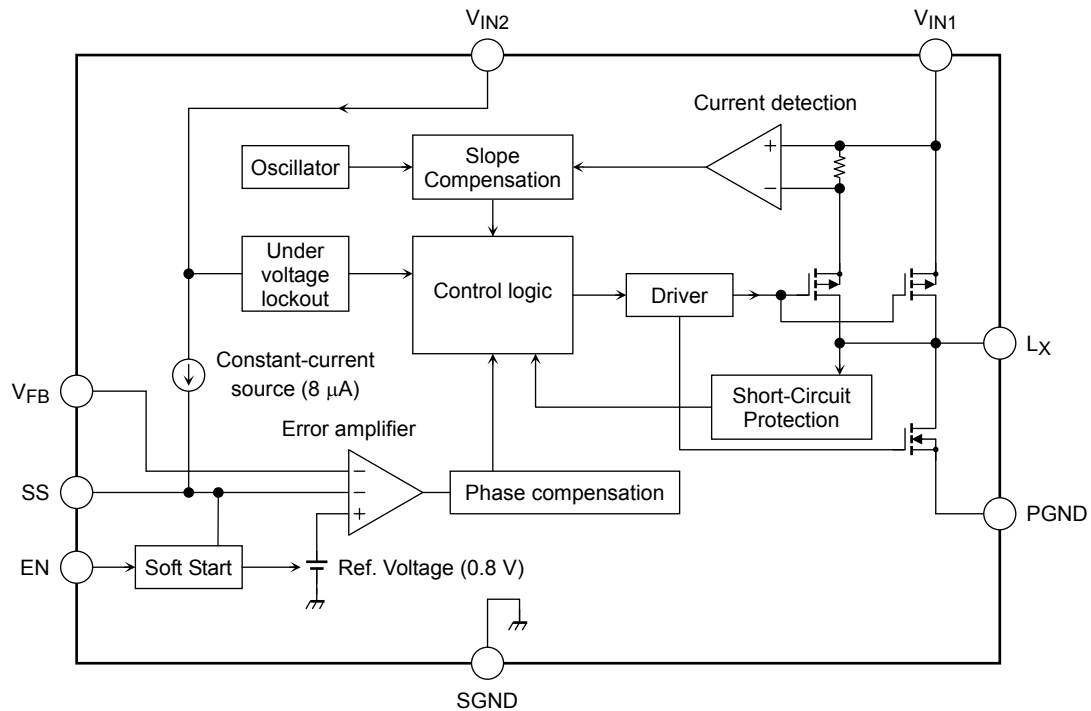 VIN2
VIN1
Current detection
+
−
Oscillator
Slope
Compensation
Under
voltage
lockout
Control logic
Driver
LX
Constant-current
source (8 μA)
VFB
Short-Circuit
Protection
Error amplifier
−
SS
−
Phase compensation
+
PGND
EN
Soft Start
Ref. Voltage (0.8 V)
SGND